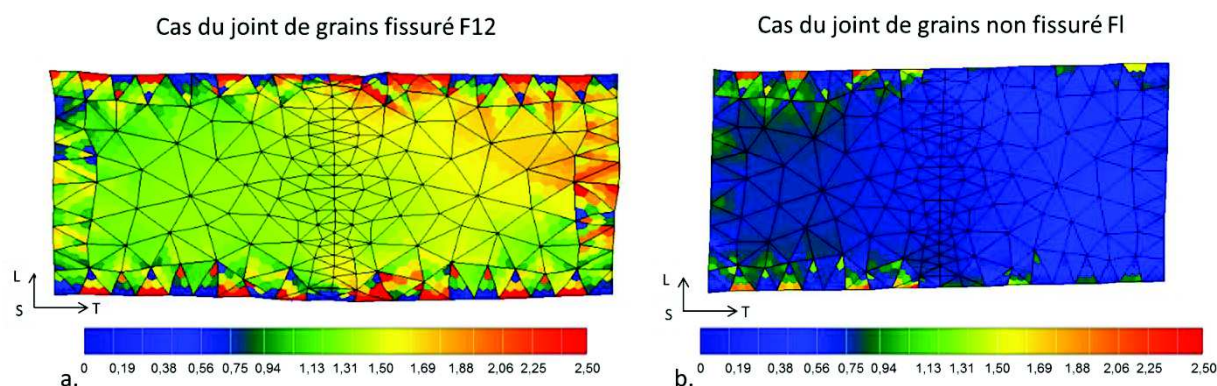 Cas du joint de grains fissuré F12
Cas du joint de grains non fissuré Fl
L
S T
L
S T
0 0,19 0,38 0,56 0,75 0,94 1,13 1,31 1,50 1,69 1,88 2,06 2,25 2,50
a.
0 0,19 0,38 0,56 0,75 0,94 1,13 1,31 1,50 1,69 1,88 2,06 2,25 2,50
b.